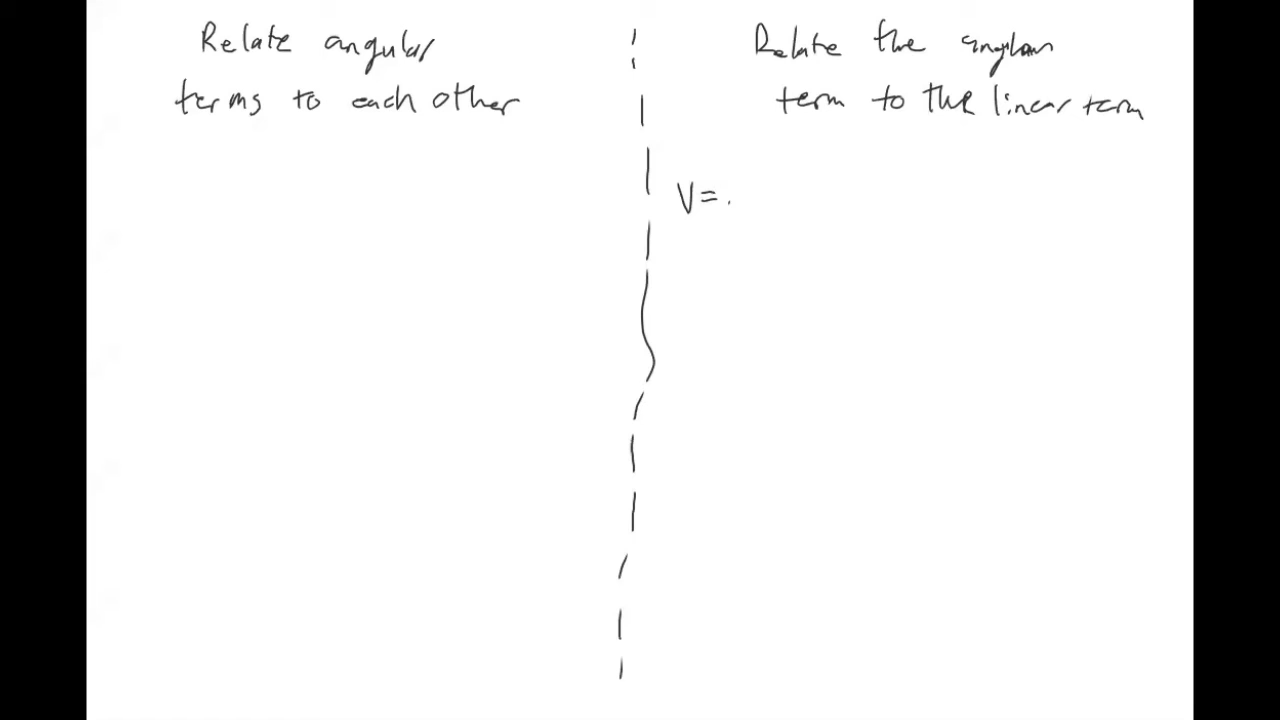 Relate angular
terms to each other
Relate the angular
term to the linear term
V=